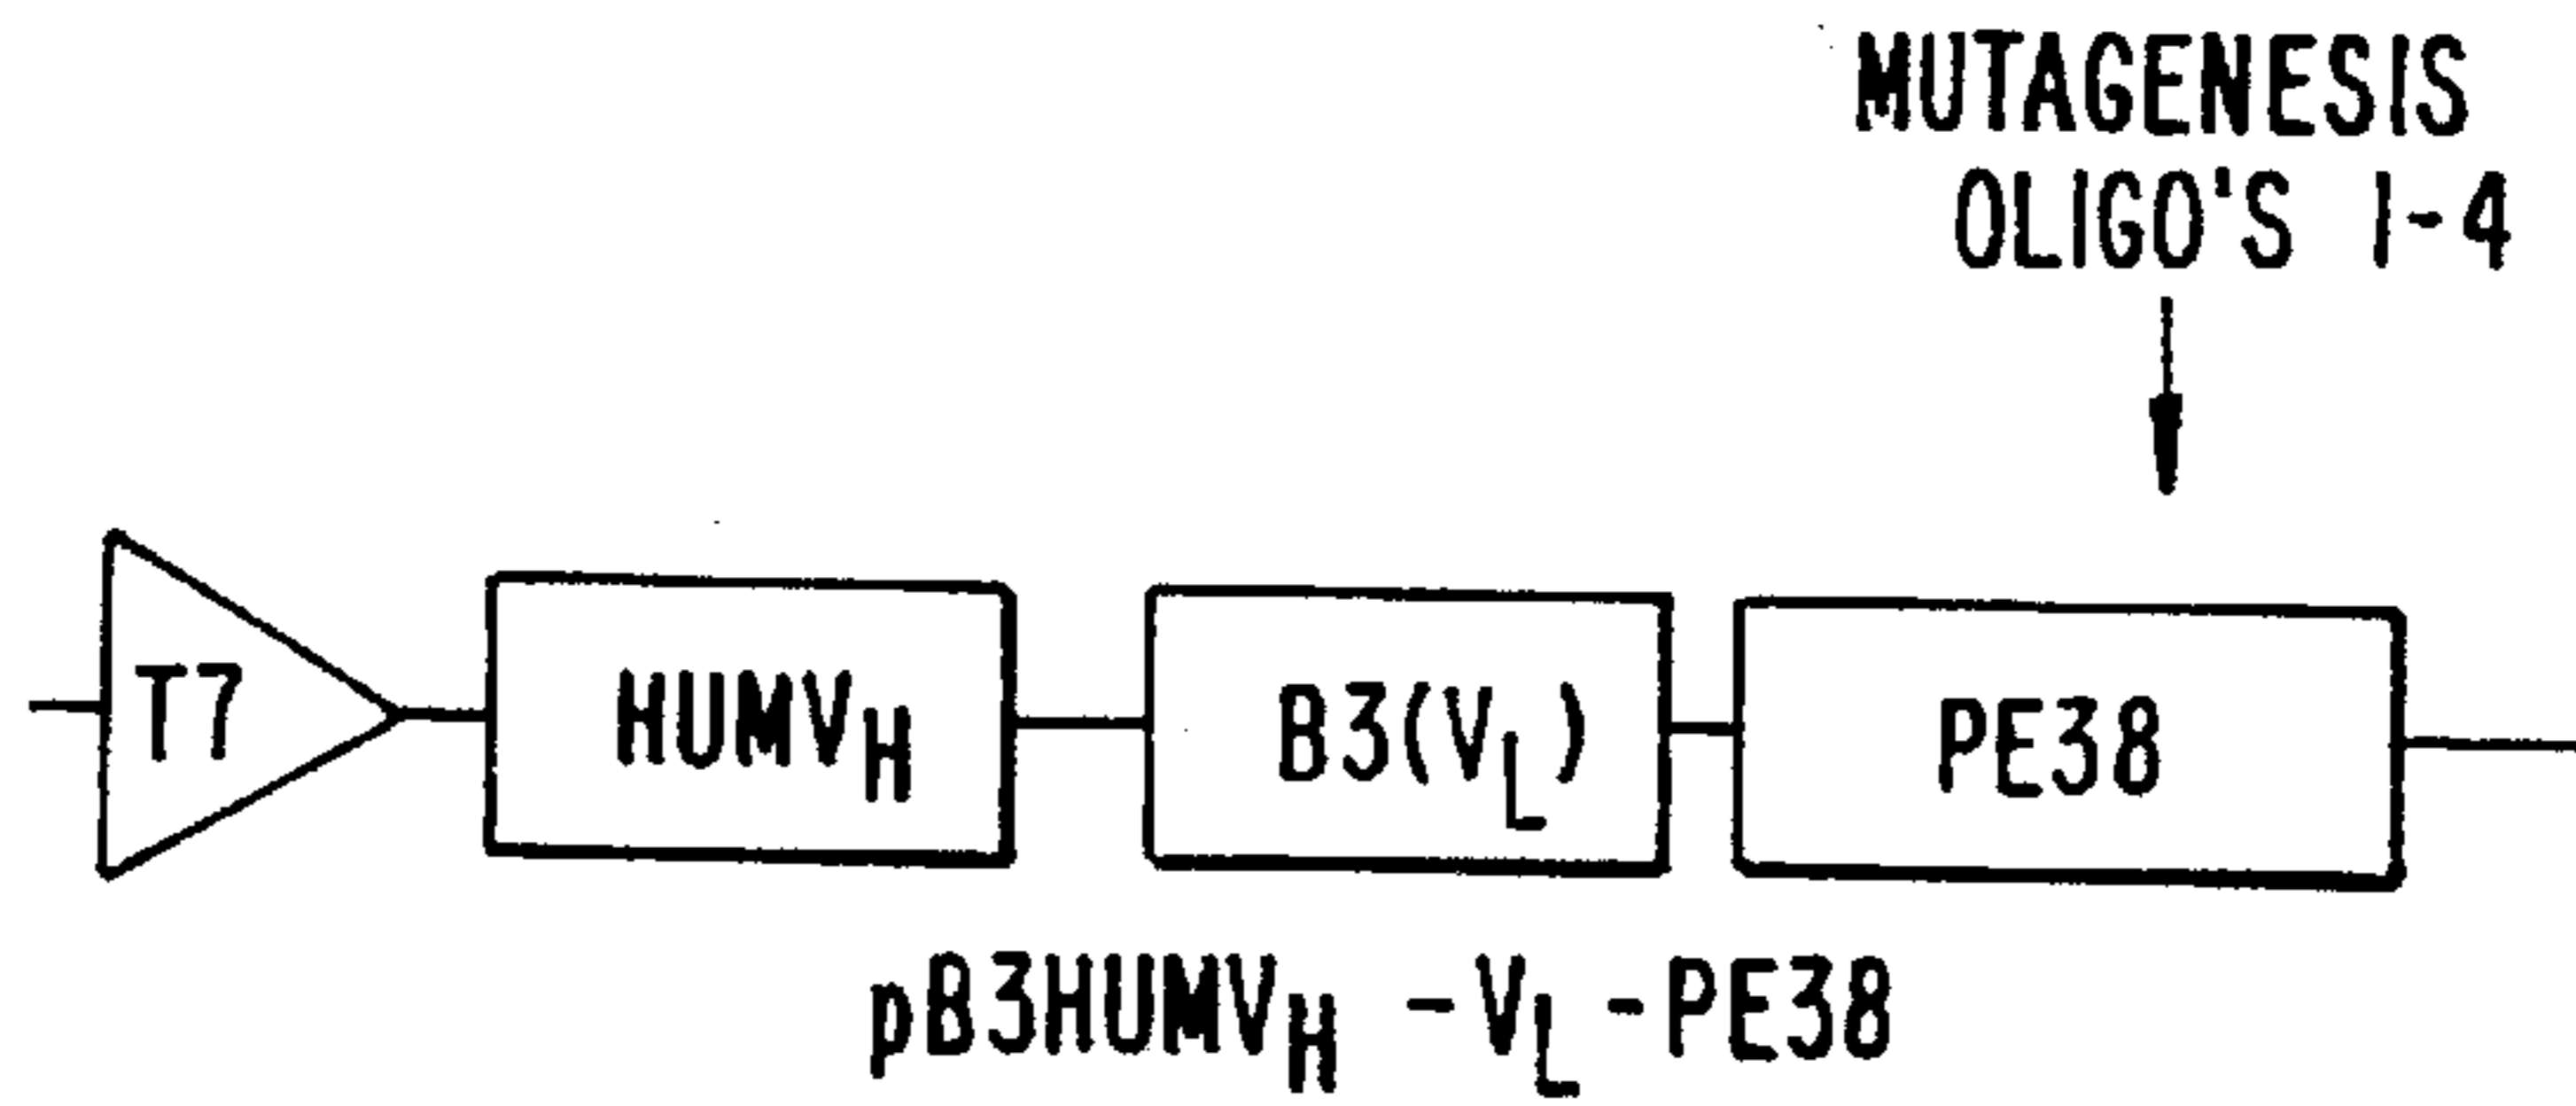 MUTAGENESIS
OLIGO'S 1-4
T7 HUMVH B3(VL) PE38
pB3HUMVH -VL-PE38